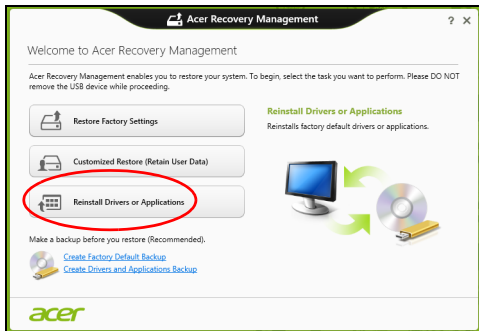 Acer Recovery Management
? ×
Welcome to Acer Recovery Management
Acer Recovery Management enables you to restore your system. To begin, select the task you want to perform. Please DO NOT
remove the USB device while proceeding.
Restore Factory Settings
Customized Restore (Retain User Data)
Reinstall Drivers or Applications
Reinstall Drivers or Applications
Reinstalls factory default drivers or applications.
Make a backup before you restore (Recommended).
Create Factory Default Backup
Create Drivers and Applications Backup
acer